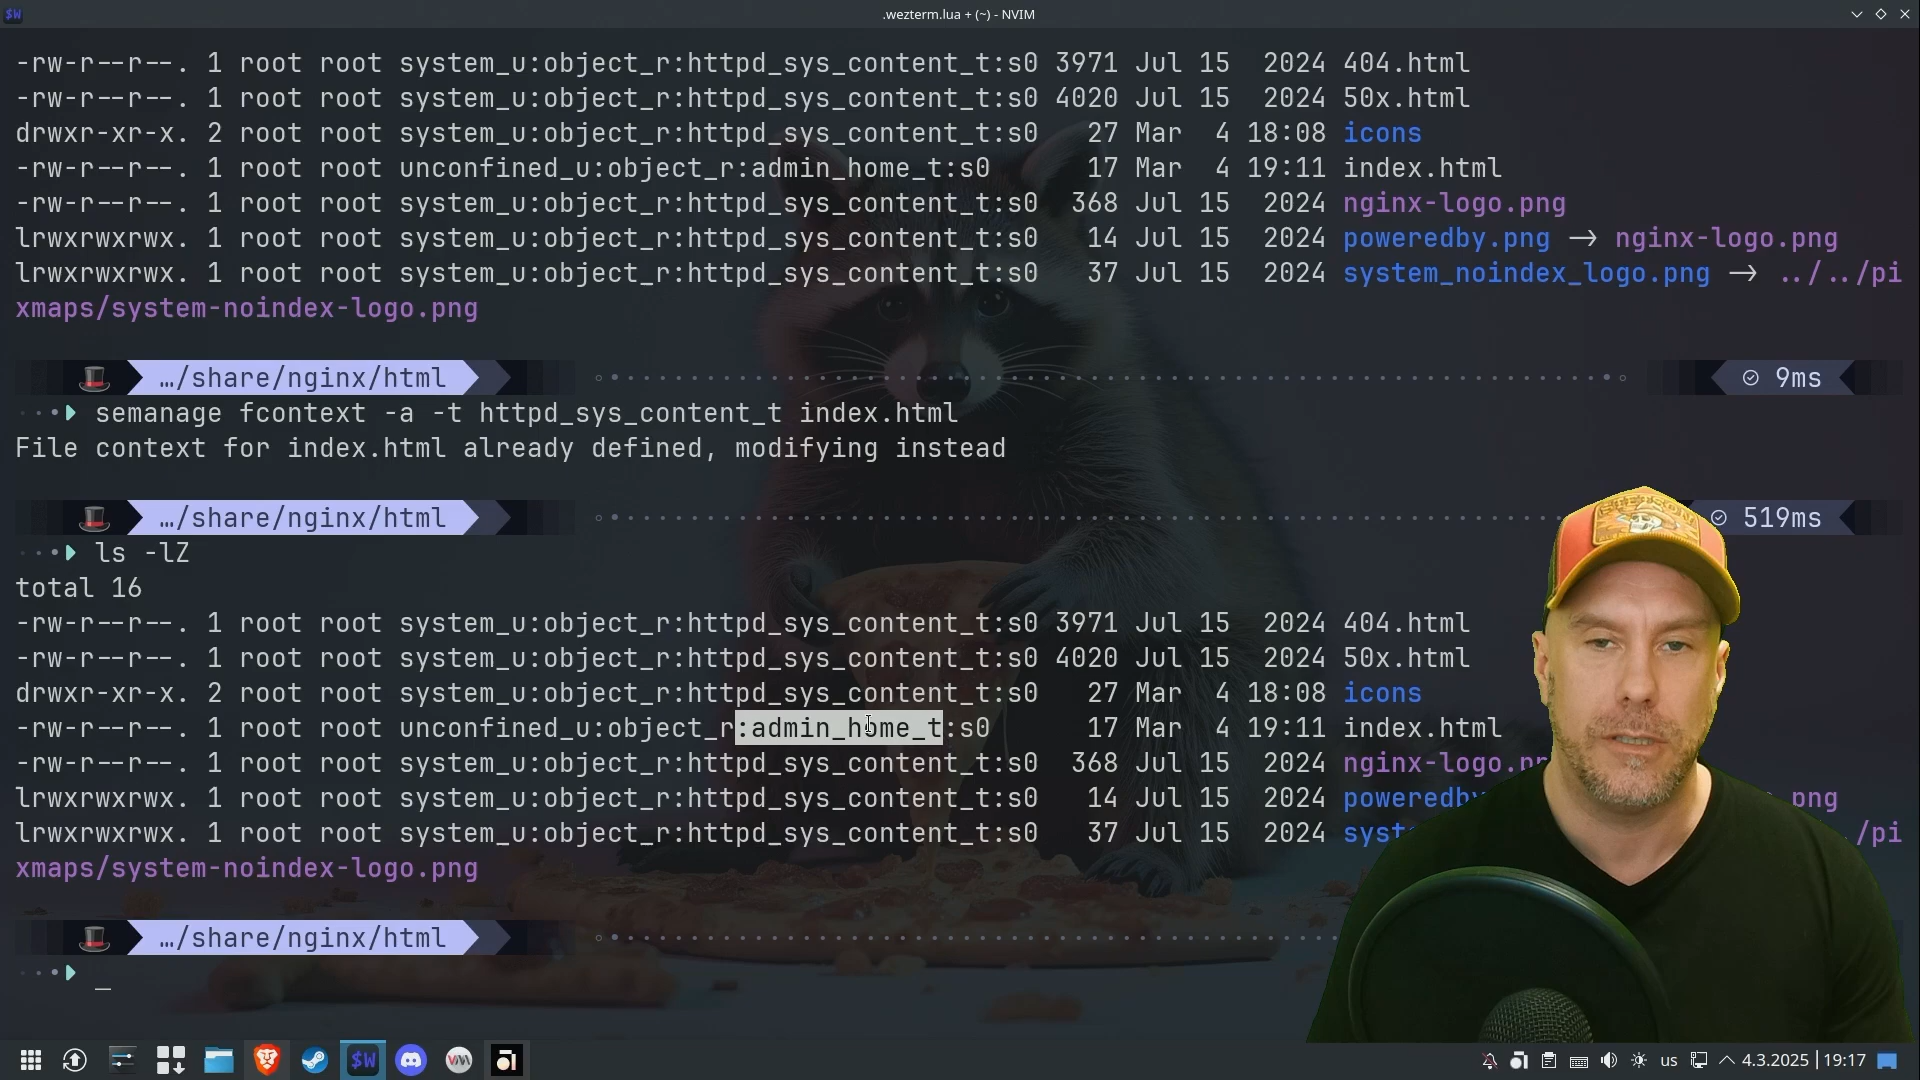 .wezterm.lua + (~) - NVIM
-rw-r--r--. 1 root root system_u:object_r:httpd_sys_content_t:s0 3971 Jul 15  2024 404.html
-rw-r--r--. 1 root root system_u:object_r:httpd_sys_content_t:s0 4020 Jul 15  2024 50x.html
drwxr-xr-x. 2 root root system_u:object_r:httpd_sys_content_t:s0   27 Mar  4 18:08 icons
-rw-r--r--. 1 root root unconfined_u:object_r:admin_home_t:s0      17 Mar  4 19:11 index.html
-rw-r--r--. 1 root root system_u:object_r:httpd_sys_content_t:s0  368 Jul 15  2024 nginx-logo.png
lrwxrwxrwx. 1 root root system_u:object_r:httpd_sys_content_t:s0   14 Jul 15  2024 poweredby.png -> nginx-logo.png
lrwxrwxrwx. 1 root root system_u:object_r:httpd_sys_content_t:s0   37 Jul 15  2024 system_noindex_logo.png -> ../../pi
xmaps/system-noindex-logo.png
…/share/nginx/html 9ms
semanage fcontext -a -t httpd_sys_content_t index.html
File context for index.html already defined, modifying instead
…/share/nginx/html 519ms
ls -lZ
total 16
-rw-r--r--. 1 root root system_u:object_r:httpd_sys_content_t:s0 3971 Jul 15  2024 404.html
-rw-r--r--. 1 root root system_u:object_r:httpd_sys_content_t:s0 4020 Jul 15  2024 50x.html
drwxr-xr-x. 2 root root system_u:object_r:httpd_sys_content_t:s0   27 Mar  4 18:08 icons
-rw-r--r--. 1 root root unconfined_u:object_r:admin_home_t:s0      17 Mar  4 19:11 index.html
-rw-r--r--. 1 root root system_u:object_r:httpd_sys_content_t:s0  368 Jul 15  2024 nginx-logo.pn
lrwxrwxrwx. 1 root root system_u:object_r:httpd_sys_content_t:s0   14 Jul 15  2024 poweredby .png
lrwxrwxrwx. 1 root root system_u:object_r:httpd_sys_content_t:s0   37 Jul 15  2024 syst /pi
xmaps/system-noindex-logo.png
…/share/nginx/html
us 4.3.2025 | 19:17